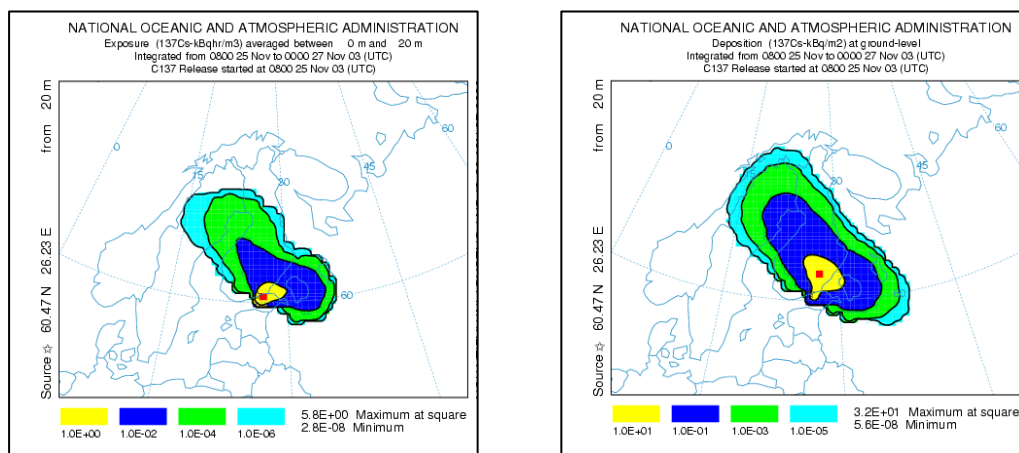 NATIONAL OCEANIC AND ATMOSPHERIC ADMINISTRATION
Exposure (137Cs-kBqhr/m3) averaged between 0 m and 20 m
Integrated from 0800 25 Nov to 0000 27 Nov 03 (UTC)
C137 Release started at 0800 25 Nov 03 (UTC)
Source ☆ 60.47 N 26.23 E from 20 m
0
15
20
45
60
60
1.0E+00 1.0E-02 1.0E-04 1.0E-06
5.8E+00 Maximum at square
2.8E-08 Minimum
NATIONAL OCEANIC AND ATMOSPHERIC ADMINISTRATION
Deposition (137Cs-kBq/m2) at ground-level
Integrated from 0800 25 Nov to 0000 27 Nov 03 (UTC)
C137 Release started at 0800 25 Nov 03 (UTC)
Source ☆ 60.47 N 26.23 E from 20 m
0
20
45
60
1.0E+01 1.0E-01 1.0E-03 1.0E-05
3.2E+01 Maximum at square
5.6E-08 Minimum